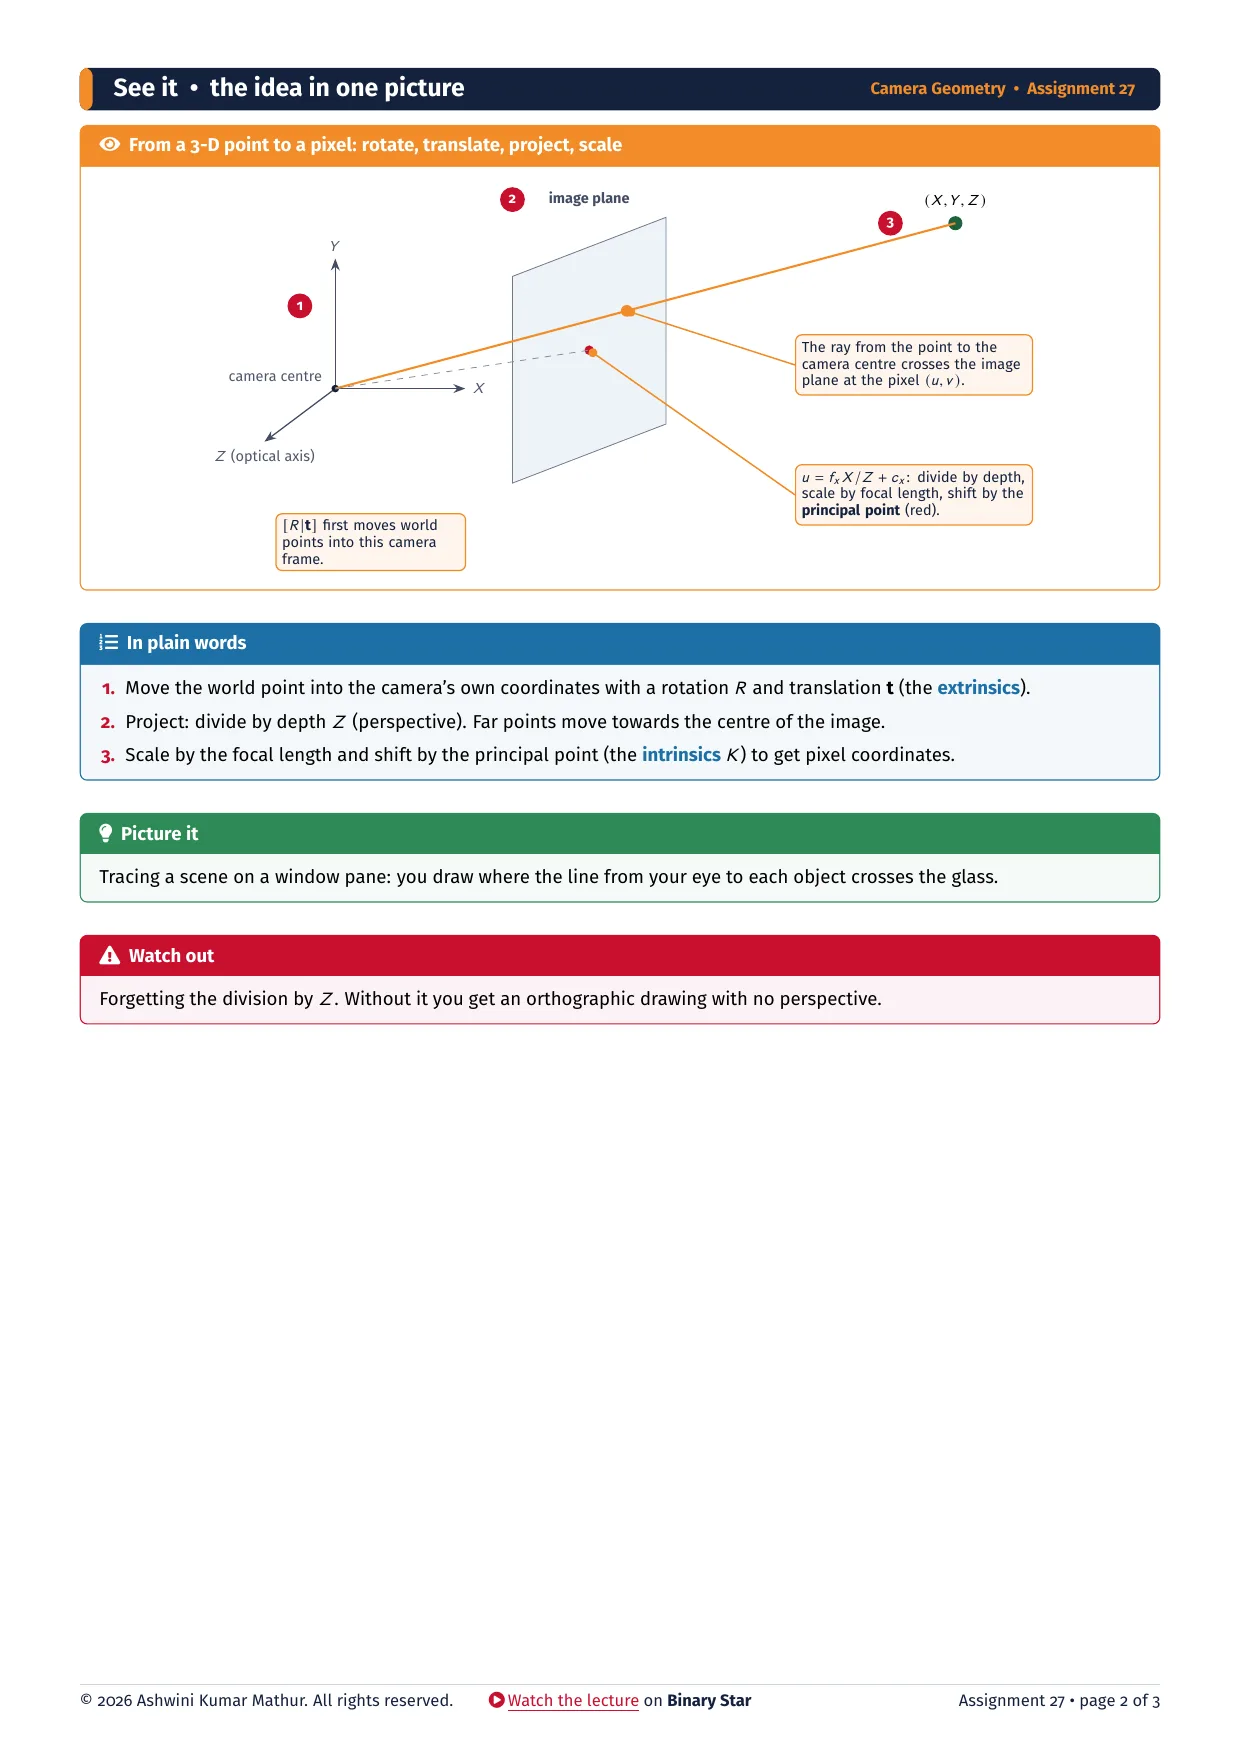 See it • the idea in one picture
Camera Geometry • Assignment 27
From a 3-D point to a pixel: rotate, translate, project, scale
2
image plane
(X, Y, Z)
3
Y
1
The ray from the point to the
camera centre crosses the image
plane at the pixel (u, v).
camera centre
X
Z (optical axis)
u = fₓX/Z + cₓ: divide by depth,
scale by focal length, shift by the
principal point (red).
[R|t] first moves world
points into this camera
frame.
In plain words
1. Move the world point into the camera’s own coordinates with a rotation R and translation t (the extrinsics).
2. Project: divide by depth Z (perspective). Far points move towards the centre of the image.
3. Scale by the focal length and shift by the principal point (the intrinsics K) to get pixel coordinates.
Picture it
Tracing a scene on a window pane: you draw where the line from your eye to each object crosses the glass.
Watch out
Forgetting the division by Z. Without it you get an orthographic drawing with no perspective.
© 2026 Ashwini Kumar Mathur. All rights reserved.
Watch the lecture on Binary Star
Assignment 27 • page 2 of 3